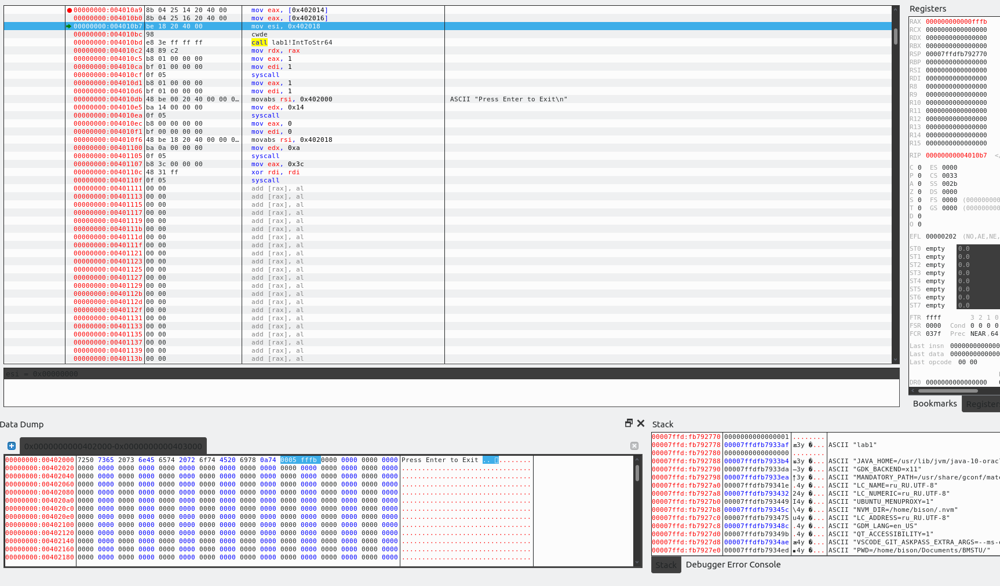 00000000:004010a9 8b 04 25 14 20 40 00 mov eax, [0x402014]
00000000:004010b0 8b 04 25 16 20 40 00 mov eax, [0x402016]
00000000:004010b7 be 18 20 40 00 mov esi, 0x402018
00000000:004010bc 98 cwde
00000000:004010bd e8 3e ff ff ff call lab1!IntToStr64
00000000:004010c2 48 89 c2 mov rdx, rax
00000000:004010c5 b8 01 00 00 00 mov eax, 1
00000000:004010ca bf 01 00 00 00 mov edi, 1
00000000:004010cf 0f 05 syscall
00000000:004010d1 b8 01 00 00 00 mov eax, 1
00000000:004010d6 bf 01 00 00 00 mov edi, 1
00000000:004010db 48 be 00 20 40 00 00 0… movabs rsi, 0x402000 ASCII "Press Enter to Exit\n"
00000000:004010e5 ba 14 00 00 00 mov edx, 0x14
00000000:004010ea 0f 05 syscall
00000000:004010ec b8 00 00 00 00 mov eax, 0
00000000:004010f1 bf 00 00 00 00 mov edi, 0
00000000:004010f6 48 be 18 20 40 00 00 0… movabs rsi, 0x402018
00000000:00401100 ba 0a 00 00 00 mov edx, 0xa
00000000:00401105 0f 05 syscall
00000000:00401107 b8 3c 00 00 00 mov eax, 0x3c
00000000:0040110c 48 31 ff xor rdi, rdi
00000000:0040110f 0f 05 syscall
00000000:00401111 00 00 add [rax], al
00000000:00401113 00 00 add [rax], al
00000000:00401115 00 00 add [rax], al
00000000:00401117 00 00 add [rax], al
00000000:00401119 00 00 add [rax], al
00000000:0040111b 00 00 add [rax], al
00000000:0040111d 00 00 add [rax], al
00000000:0040111f 00 00 add [rax], al
00000000:00401121 00 00 add [rax], al
00000000:00401123 00 00 add [rax], al
00000000:00401125 00 00 add [rax], al
00000000:00401127 00 00 add [rax], al
00000000:00401129 00 00 add [rax], al
00000000:0040112b 00 00 add [rax], al
00000000:0040112d 00 00 add [rax], al
00000000:0040112f 00 00 add [rax], al
00000000:00401131 00 00 add [rax], al
00000000:00401133 00 00 add [rax], al
00000000:00401135 00 00 add [rax], al
00000000:00401137 00 00 add [rax], al
00000000:00401139 00 00 add [rax], al
00000000:0040113b 00 00 add [rax], al
esi = 0x00000000
Registers
RAX 000000000000fffb
RCX 0000000000000000
RDX 0000000000000000
RBX 0000000000000000
RSP 00007ffdfb792770
RBP 0000000000000000
RSI 0000000000000000
RDI 0000000000000000
R8 0000000000000000
R9 0000000000000000
R10 0000000000000000
R11 0000000000000000
R12 0000000000000000
R13 0000000000000000
R14 0000000000000000
R15 0000000000000000
RIP 00000000004010b7 </
C 0 ES 0000
P 0 CS 0033
A 0 SS 002b
Z 0 DS 0000
S 0 FS 0000 (000000000
T 0 GS 0000 (000000000
D 0
O 0
EFL 00000202 (NO,AE,NE,
ST0 empty 0.0
ST1 empty 0.0
ST2 empty 0.0
ST3 empty 0.0
ST4 empty 0.0
ST5 empty 0.0
ST6 empty 0.0
ST7 empty 0.0
FTR ffff 3 2 1 0
FSR 0000 Cond 0 0 0 0
FCR 037f Prec NEAR,64
Last insn 0000000000000
Last data 0000000000000
Last opcode 00 00
DR0 0000000000000000
Bookmarks Register
Data Dump
0x0000000000402000-0x0000000000403000
00000000:00402000 7250 7365 2073 6e45 6574 2072 6f74 4520 6978 0a74 0005 fffb 0000 0000 0000 0000 Press Enter to Exit ............
00000000:00402020 0000 0000 0000 0000 0000 0000 0000 0000 0000 0000 0000 0000 0000 0000 0000 0000 ................................
00000000:00402040 0000 0000 0000 0000 0000 0000 0000 0000 0000 0000 0000 0000 0000 0000 0000 0000 ................................
00000000:00402060 0000 0000 0000 0000 0000 0000 0000 0000 0000 0000 0000 0000 0000 0000 0000 0000 ................................
00000000:00402080 0000 0000 0000 0000 0000 0000 0000 0000 0000 0000 0000 0000 0000 0000 0000 0000 ................................
00000000:004020a0 0000 0000 0000 0000 0000 0000 0000 0000 0000 0000 0000 0000 0000 0000 0000 0000 ................................
00000000:004020c0 0000 0000 0000 0000 0000 0000 0000 0000 0000 0000 0000 0000 0000 0000 0000 0000 ................................
00000000:004020e0 0000 0000 0000 0000 0000 0000 0000 0000 0000 0000 0000 0000 0000 0000 0000 0000 ................................
00000000:00402100 0000 0000 0000 0000 0000 0000 0000 0000 0000 0000 0000 0000 0000 0000 0000 0000 ................................
00000000:00402120 0000 0000 0000 0000 0000 0000 0000 0000 0000 0000 0000 0000 0000 0000 0000 0000 ................................
00000000:00402140 0000 0000 0000 0000 0000 0000 0000 0000 0000 0000 0000 0000 0000 0000 0000 0000 ................................
00000000:00402160 0000 0000 0000 0000 0000 0000 0000 0000 0000 0000 0000 0000 0000 0000 0000 0000 ................................
00000000:00402180 0000 0000 0000 0000 0000 0000 0000 0000 0000 0000 0000 0000 0000 0000 0000 0000 ................................
Stack
00007ffd:fb792770 0000000000000001 ........
00007ffd:fb792778 00007ffdfb7933af 3y �... ASCII "lab1"
00007ffd:fb792780 0000000000000000 ........
00007ffd:fb792788 00007ffdfb7933b4 3y �... ASCII "JAVA_HOME=/usr/lib/jvm/java-10-orac
00007ffd:fb792790 00007ffdfb7933da 3y �... ASCII "GDK_BACKEND=x11"
00007ffd:fb792798 00007ffdfb7933ea 3y �... ASCII "MANDATORY_PATH=/usr/share/gconf/mat
00007ffd:fb7927a0 00007ffdfb79341e .4y �... ASCII "LC_NAME=ru_RU.UTF-8"
00007ffd:fb7927a8 00007ffdfb793432 24y �... ASCII "LC_NUMERIC=ru_RU.UTF-8"
00007ffd:fb7927b0 00007ffdfb793449 I4y �... ASCII "UBUNTU_MENUPROXY=1"
00007ffd:fb7927b8 00007ffdfb79345c \4y �... ASCII "NVM_DIR=/home/bison/.nvm"
00007ffd:fb7927c0 00007ffdfb793475 u4y �... ASCII "LC_ADDRESS=ru_RU.UTF-8"
00007ffd:fb7927c8 00007ffdfb79348c .4y �... ASCII "GDM_LANG=en_US"
00007ffd:fb7927d0 00007ffdfb79349b .4y �... ASCII "QT_ACCESSIBILITY=1"
00007ffd:fb7927d8 00007ffdfb7934ae 4y �... ASCII "VSCODE_GIT_ASKPASS_EXTRA_ARGS=--ms-
00007ffd:fb7927e0 00007ffdfb7934ed 4y �... ASCII "PWD=/home/bison/Documents/BMSTU/"
Stack Debugger Error Console